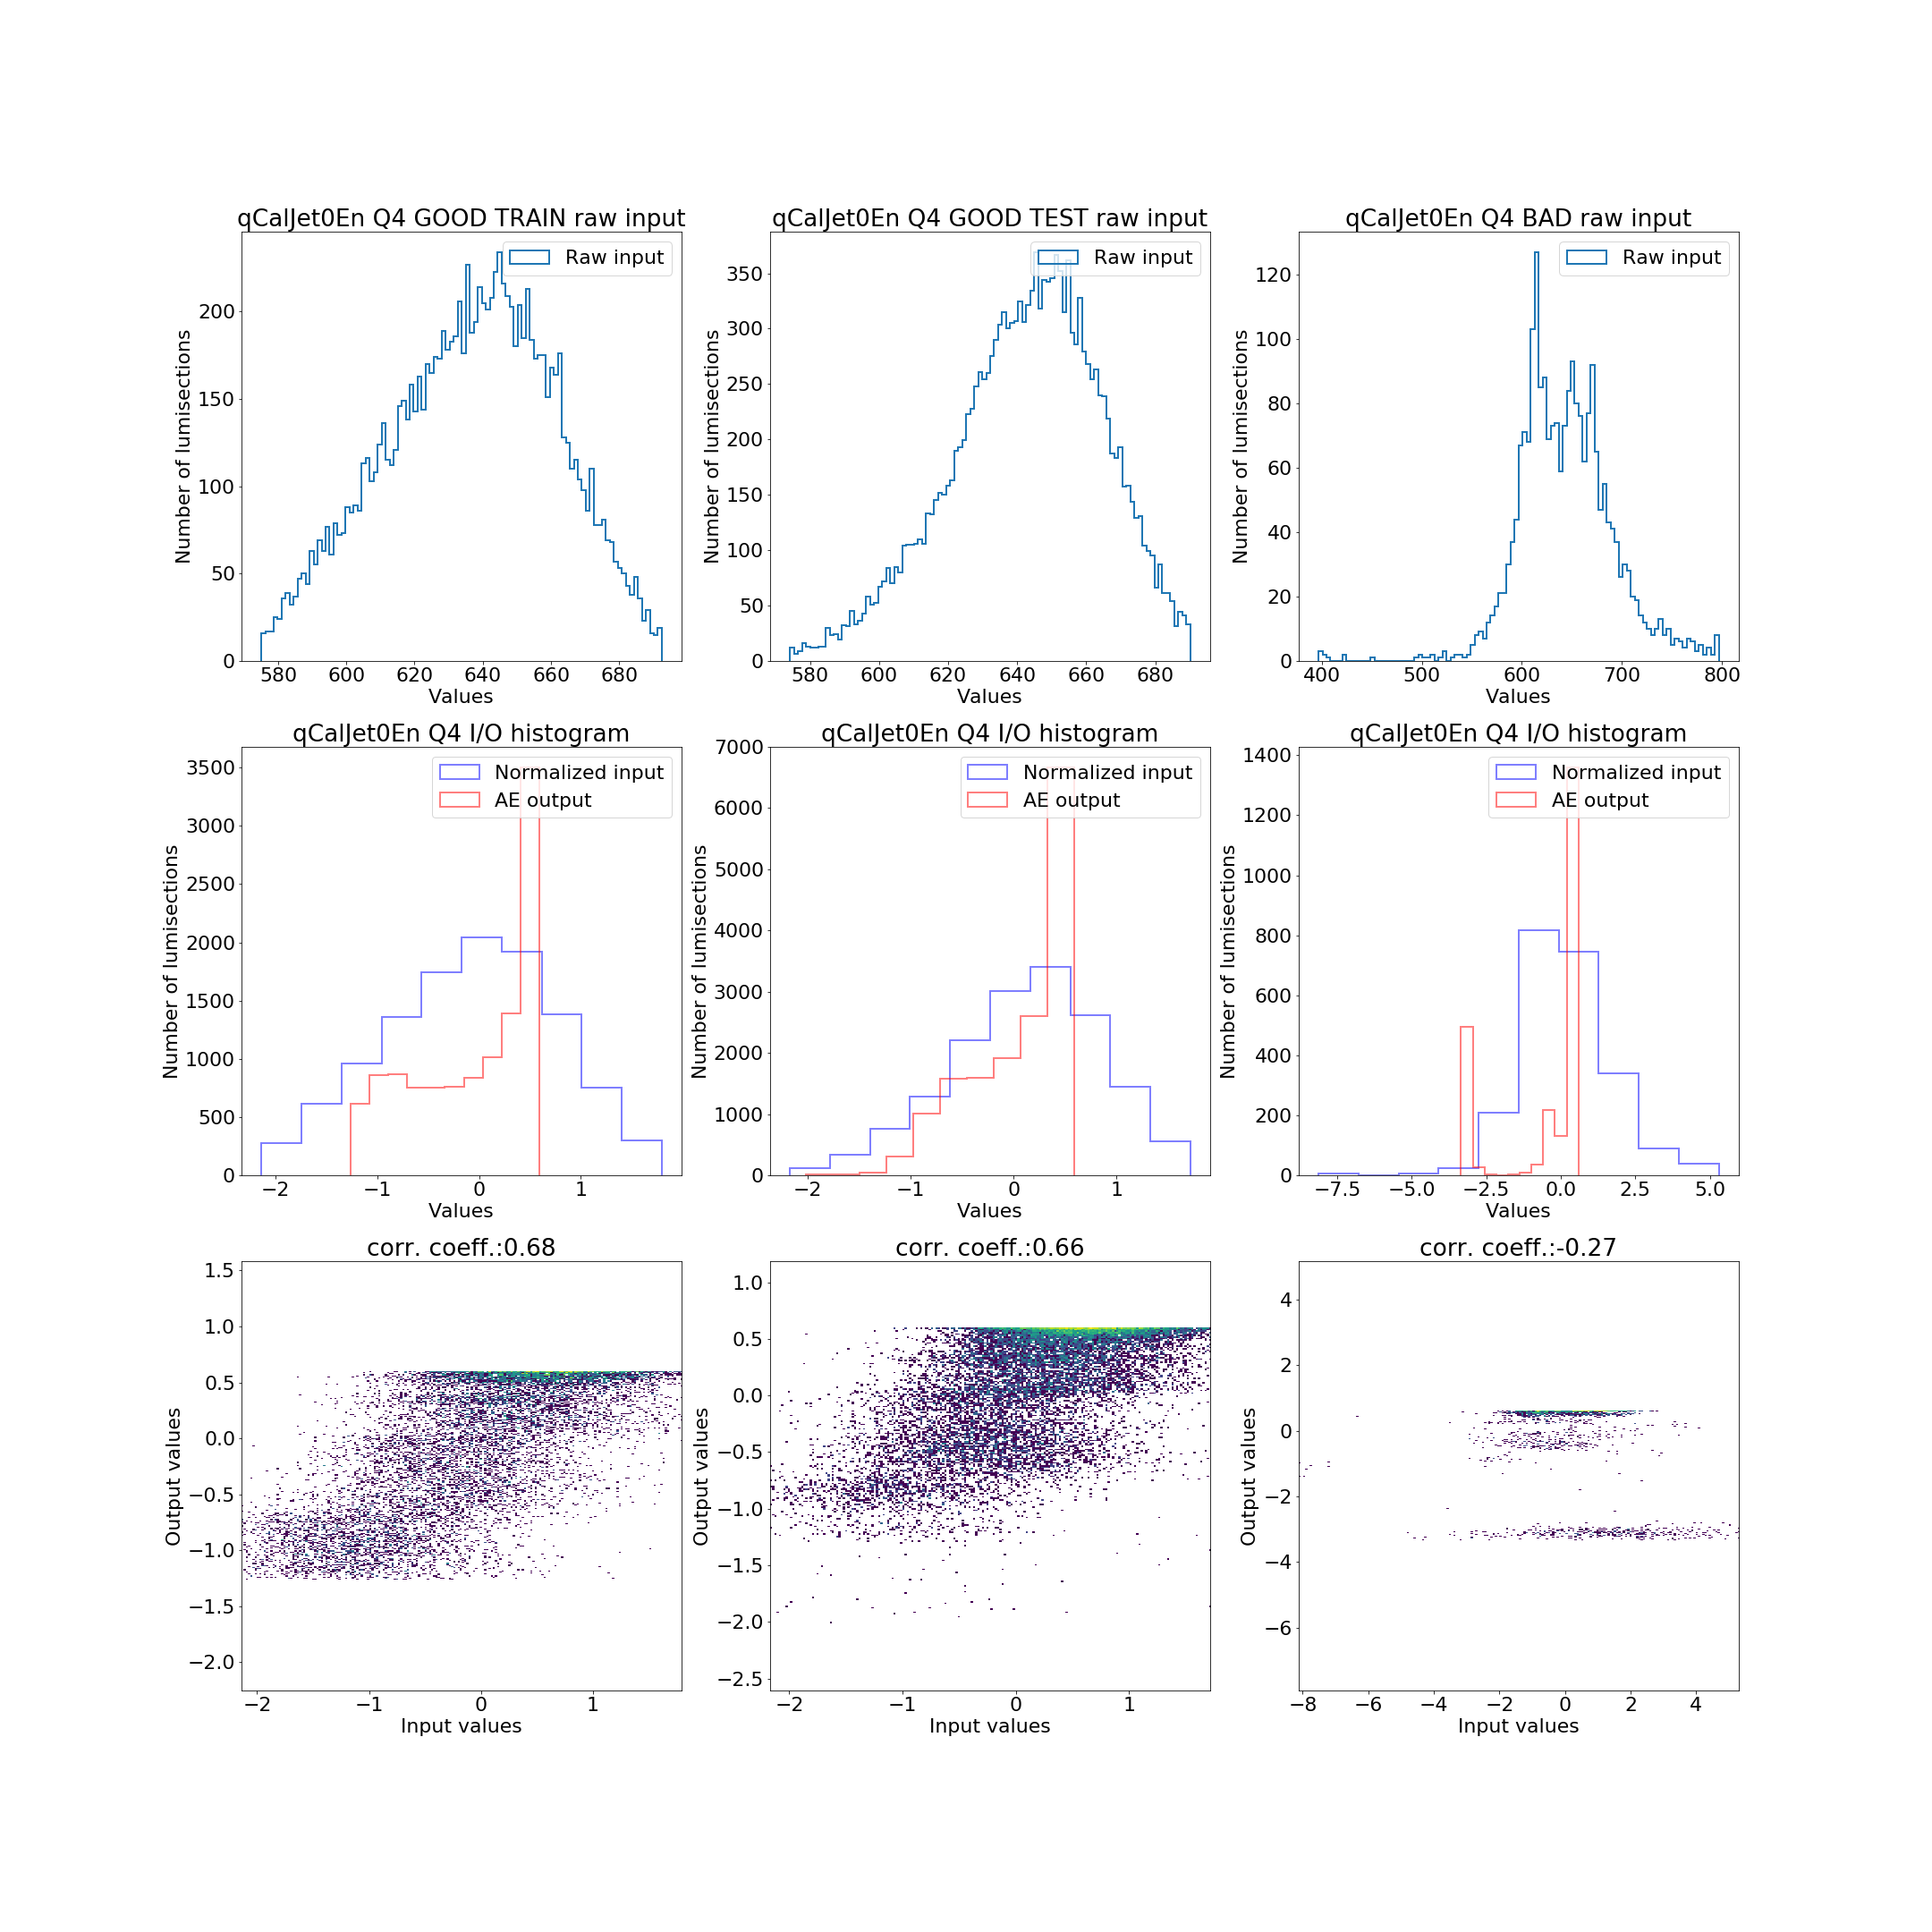 qCalJet0En Q4 GOOD TRAIN raw input
Raw input
Number of lumisections
200
150
100
50
0
580 600 620 640 660 680
Values
qCalJet0En Q4 GOOD TEST raw input
Raw input
Number of lumisections
350
300
250
200
150
100
50
0
580 600 620 640 660 680
Values
qCalJet0En Q4 BAD raw input
Raw input
Number of lumisections
120
100
80
60
40
20
0
400 500 600 700 800
Values
qCalJet0En Q4 I/O histogram
Normalized input
AE output
Number of lumisections
3500
3000
2500
2000
1500
1000
500
0
−2 −1 0 1
Values
qCalJet0En Q4 I/O histogram
Normalized input
AE output
Number of lumisections
7000
6000
5000
4000
3000
2000
1000
0
−2 −1 0 1
Values
qCalJet0En Q4 I/O histogram
Normalized input
AE output
Number of lumisections
1400
1200
1000
800
600
400
200
0
−7.5 −5.0 −2.5 0.0 2.5 5.0
Values
corr. coeff.:0.68
Output values
1.5
1.0
0.5
0.0
−0.5
−1.0
−1.5
−2.0
−2 −1 0 1
Input values
corr. coeff.:0.66
Output values
1.0
0.5
0.0
−0.5
−1.0
−1.5
−2.0
−2.5
−2 −1 0 1
Input values
corr. coeff.:-0.27
Output values
4
2
0
−2
−4
−6
−8 −6 −4 −2 0 2 4
Input values